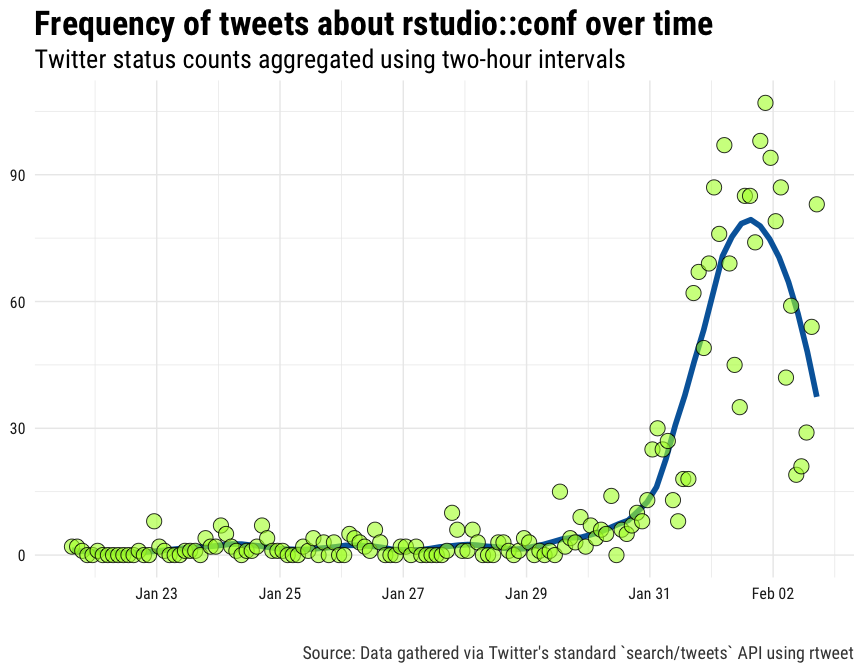 Frequency of tweets about rstudio::conf over time
Twitter status counts aggregated using two-hour intervals
90
60
30
0
Jan 23 Jan 25 Jan 27 Jan 29 Jan 31 Feb 02
Source: Data gathered via Twitter's standard `search/tweets` API using rtweet